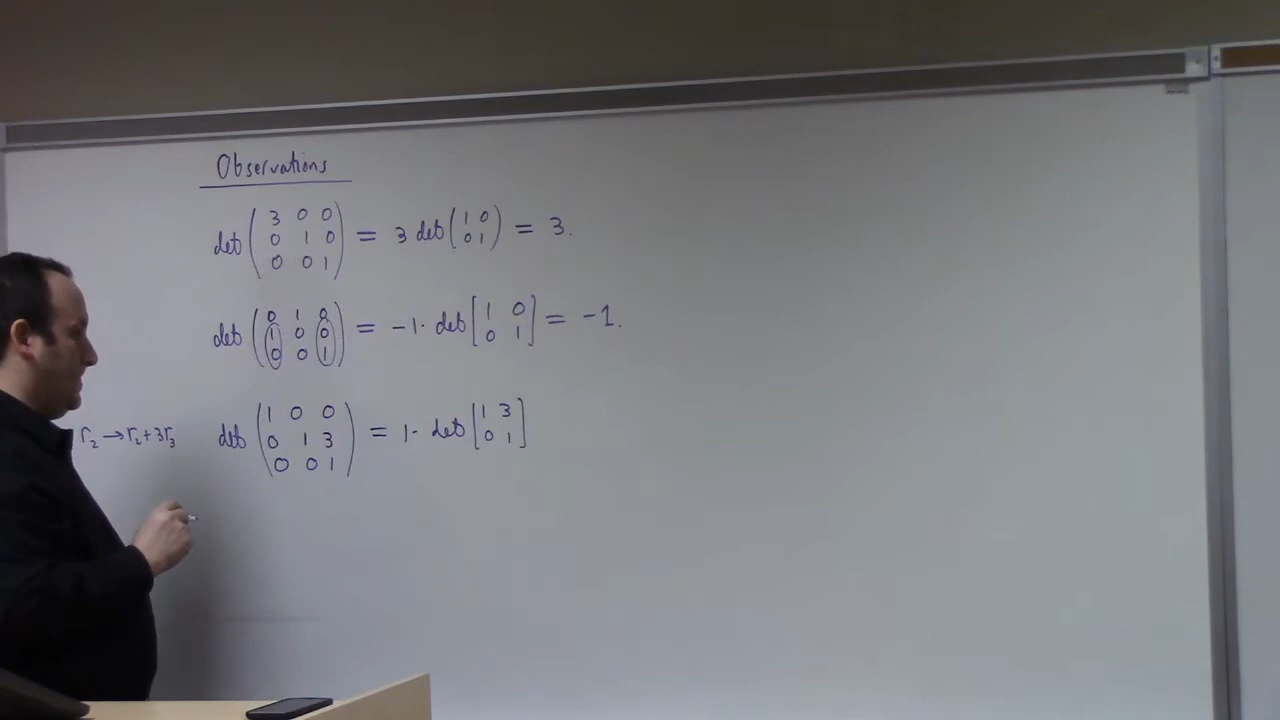 Observations
det ( 3 0 0 ; 0 1 0 ; 0 0 1 ) = 3 det ( 1 0 ; 0 1 ) = 3.
det ( 0 1 0 ; 1 0 0 ; 0 0 1 ) = -1· det [ 1 0 ; 0 1 ] = -1.
r₂ → r₂+3r₃ det ( 1 0 0 ; 0 1 3 ; 0 0 1 ) = 1· det [ 1 3 ; 0 1 ]